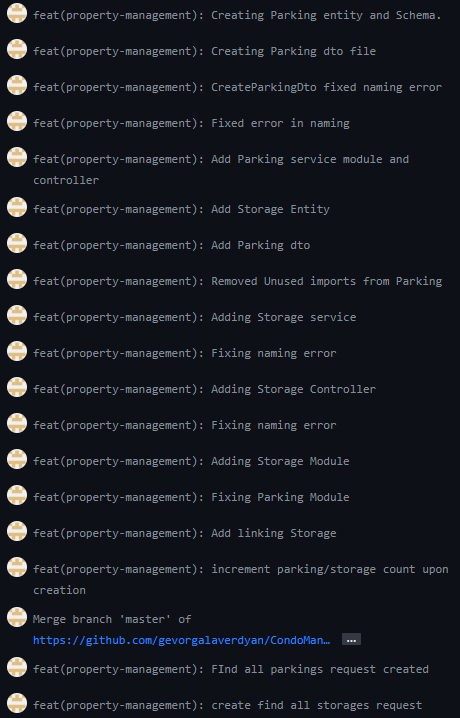 feat(property-management): Creating Parking entity and Schema.
feat(property-management): Creating Parking dto file
feat(property-management): CreateParkingDto fixed naming error
feat(property-management): Fixed error in naming
feat(property-management): Add Parking service module and
controller
feat(property-management): Add Storage Entity
feat(property-management): Add Parking dto
feat(property-management): Removed Unused imports from Parking
feat(property-management): Adding Storage service
feat(property-management): Fixing naming error
feat(property-management): Adding Storage Controller
feat(property-management): Fixing naming error
feat(property-management): Adding Storage Module
feat(property-management): Fixing Parking Module
feat(property-management): Add linking Storage
feat(property-management): increment parking/storage count upon
creation
Merge branch 'master' of
https://github.com/gevorgalaverdyan/CondoMan… …
feat(property-management): FInd all parkings request created
feat(property-management): create find all storages request